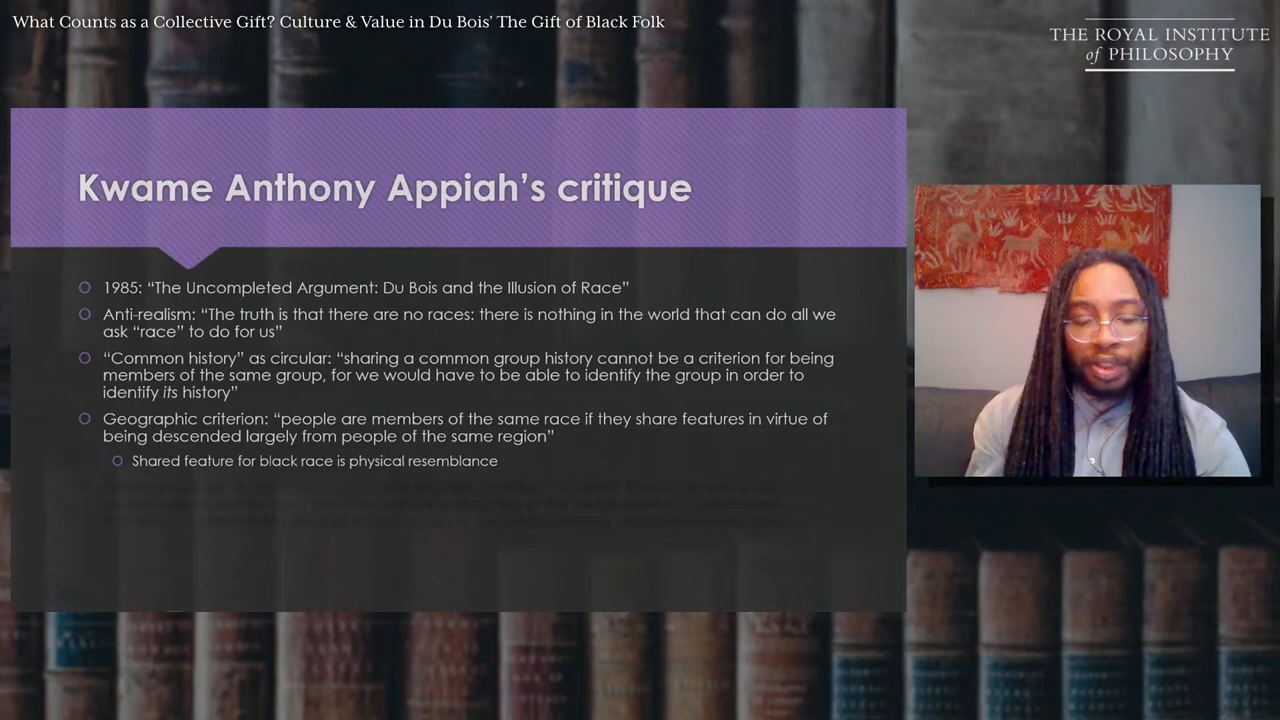 What Counts as a Collective Gift? Culture & Value in Du Bois’ The Gift of Black Folk
THE ROYAL INSTITUTE
of PHILOSOPHY
Kwame Anthony Appiah’s critique
1985: “The Uncompleted Argument: Du Bois and the Illusion of Race”
Anti-realism: “The truth is that there are no races: there is nothing in the world that can do all we
ask “race” to do for us”
“Common history” as circular: “sharing a common group history cannot be a criterion for being
members of the same group, for we would have to be able to identify the group in order to
identify its history”
Geographic criterion: “people are members of the same race if they share features in virtue of
being descended largely from people of the same region”
Shared feature for black race is physical resemblance